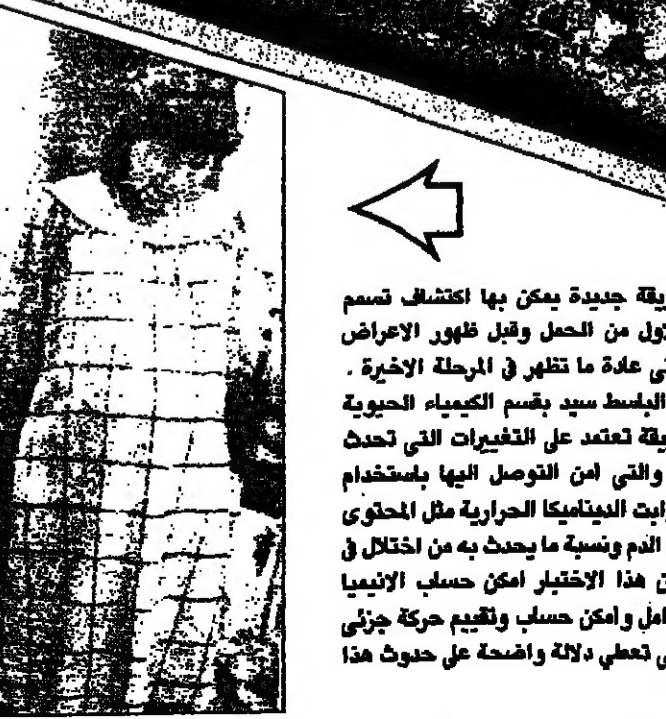 يقة جديدة يمكن بها اكتشاف تسمم
ول من الحمل وقبل ظهور الاعراض
ى عادة ما تظهر في المرحلة الاخيرة .
الباسط سيد بقسم الكيمياء الحيوية
يقة تعتمد على التغييرات التى تحدث
والتى امن التوصل اليها باستخدام
ابت الديناميكا الحرارية مثل المحتوى
الدم ونسبة ما يحدث به من اختلال في
ن هذا الاختبار امكن حساب الانيميا
امل وامكن حساب وتقييم حركة جزئى
ى تعطي دلالة واضحة على حدوث هذا